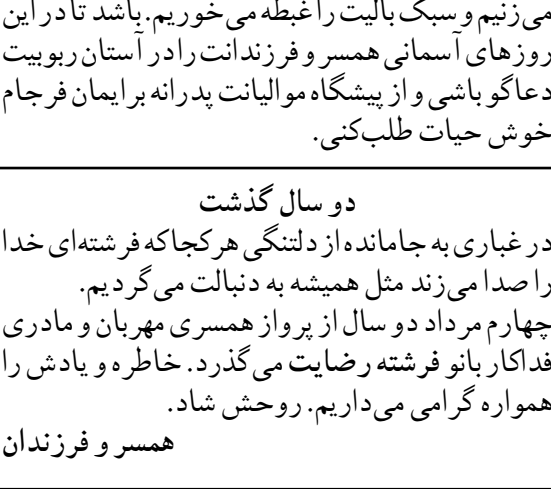 می‌زنیم و سبک بالیت را غبطه می‌خوریم. باشد تا در این
روزهای آسمانی همسر و فرزندانت را در آستان ربوبیت
دعاگو باشی و از پیشگاه موالیانت پدرانه برایمان فرجام
خوش حیات طلب‌کنی.
دو سال گذشت
در غباری به جامانده از دلتنگی هرکجاکه فرشته‌ای خدا
را صدا می‌زند مثل همیشه به دنبالت می‌گردیم.
چهارم مرداد دو سال از پرواز همسری مهربان و مادری
فداکار بانو فرشته رضایت می‌گذرد. خاطره و یادش را
همواره گرامی می‌داریم. روحش شاد.
همسر و فرزندان